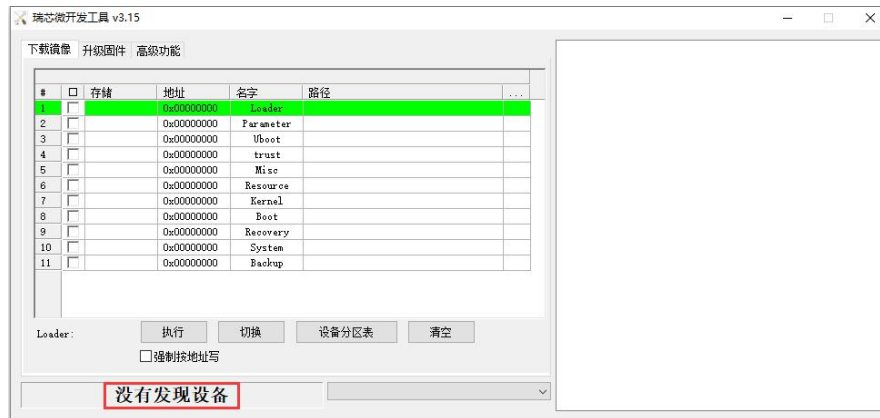 瑞芯微开发工具 v3.15
下载镜像 升级固件 高级功能
# 存储 地址 名字 路径 ...
1 0x00000000 Loader
2 0x00000000 Parameter
3 0x00000000 Uboot
4 0x00000000 trust
5 0x00000000 Misc
6 0x00000000 Resource
7 0x00000000 Kernel
8 0x00000000 Boot
9 0x00000000 Recovery
10 0x00000000 System
11 0x00000000 Backup
Loader: 执行 切换 设备分区表 清空
强制按地址写
没有发现设备